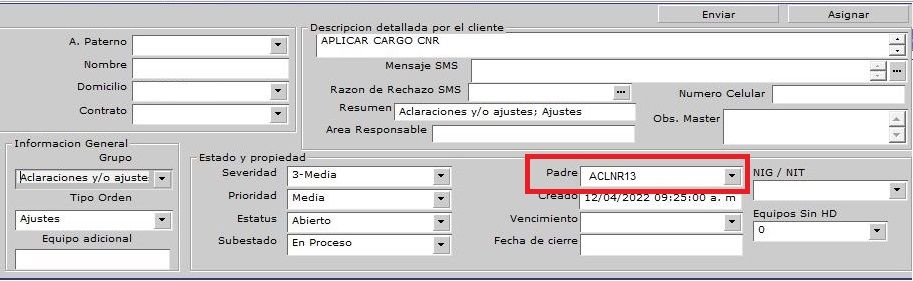 Enviar
Asignar
A. Paterno
Nombre
Domicilio
Contrato
Descripcion detallada por el cliente
APLICAR CARGO CNR
Mensaje SMS
Razon de Rechazo SMS
Numero Celular
Resumen Aclaraciones y/o ajustes; Ajustes
Obs. Master
Area Responsable
Informacion General
Grupo
Aclaraciones y/o ajuste
Tipo Orden
Ajustes
Equipo adicional
Estado y propiedad
Severidad 3-Media
Prioridad Media
Estatus Abierto
Subestado En Proceso
Padre ACLNR13
Creado 12/04/2022 09:25:00 a. m
Vencimiento
Fecha de cierre
NIG / NIT
Equipos Sin HD
0